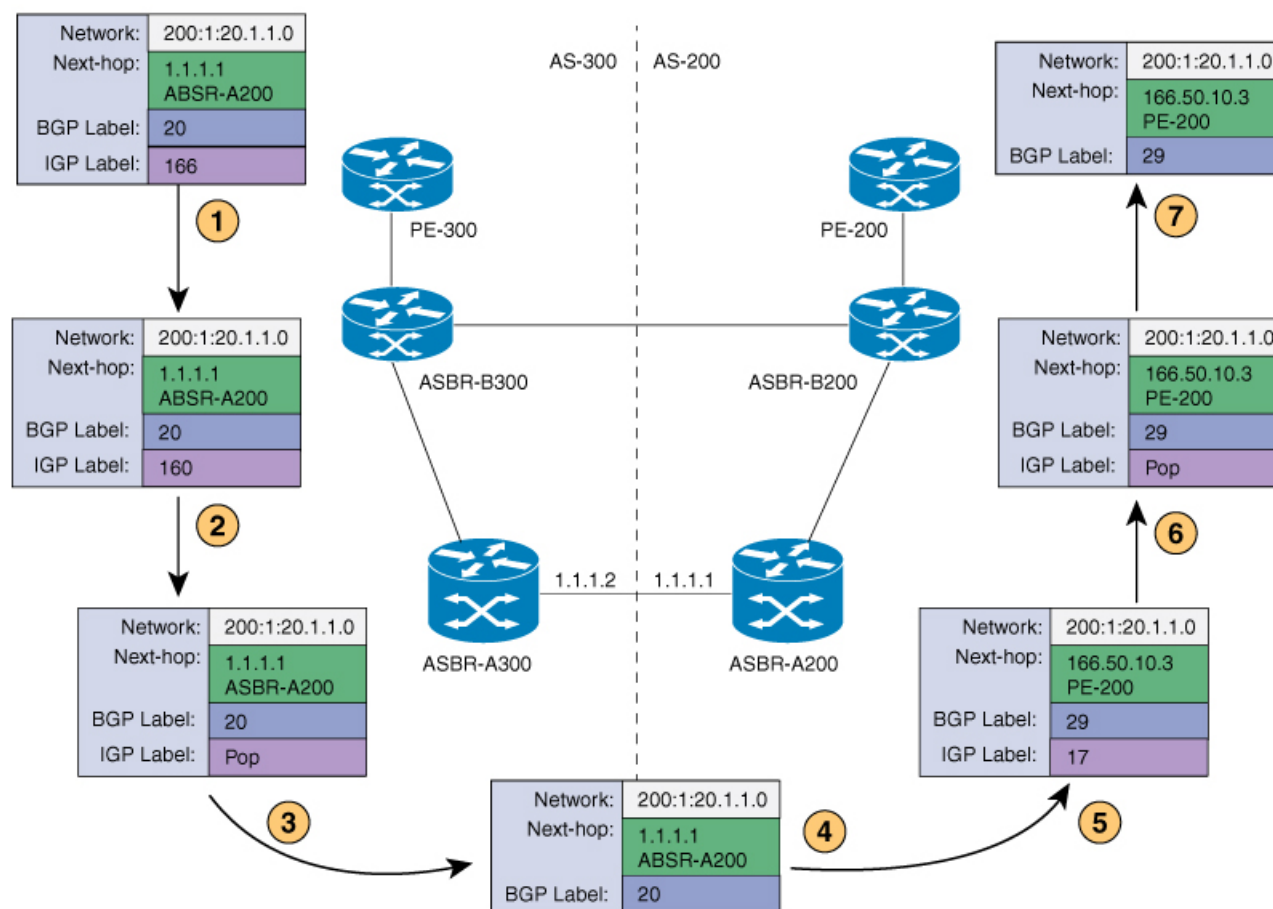 Network: 200:1:20.1.1.0
Next-hop: 1.1.1.1
ABSR-A200
BGP Label: 20
IGP Label: 166
1
Network: 200:1:20.1.1.0
Next-hop: 1.1.1.1
ABSR-A200
BGP Label: 20
IGP Label: 160
2
Network: 200:1:20.1.1.0
Next-hop: 1.1.1.1
ASBR-A200
BGP Label: 20
IGP Label: Pop
3
AS-300 AS-200
PE-300
PE-200
ASBR-B300
ASBR-B200
1.1.1.2 1.1.1.1
ASBR-A300
ASBR-A200
Network: 200:1:20.1.1.0
Next-hop: 1.1.1.1
ABSR-A200
BGP Label: 20
4
5
Network: 200:1:20.1.1.0
Next-hop: 166.50.10.3
PE-200
BGP Label: 29
IGP Label: 17
6
Network: 200:1:20.1.1.0
Next-hop: 166.50.10.3
PE-200
BGP Label: 29
IGP Label: Pop
7
Network: 200:1:20.1.1.0
Next-hop: 166.50.10.3
PE-200
BGP Label: 29